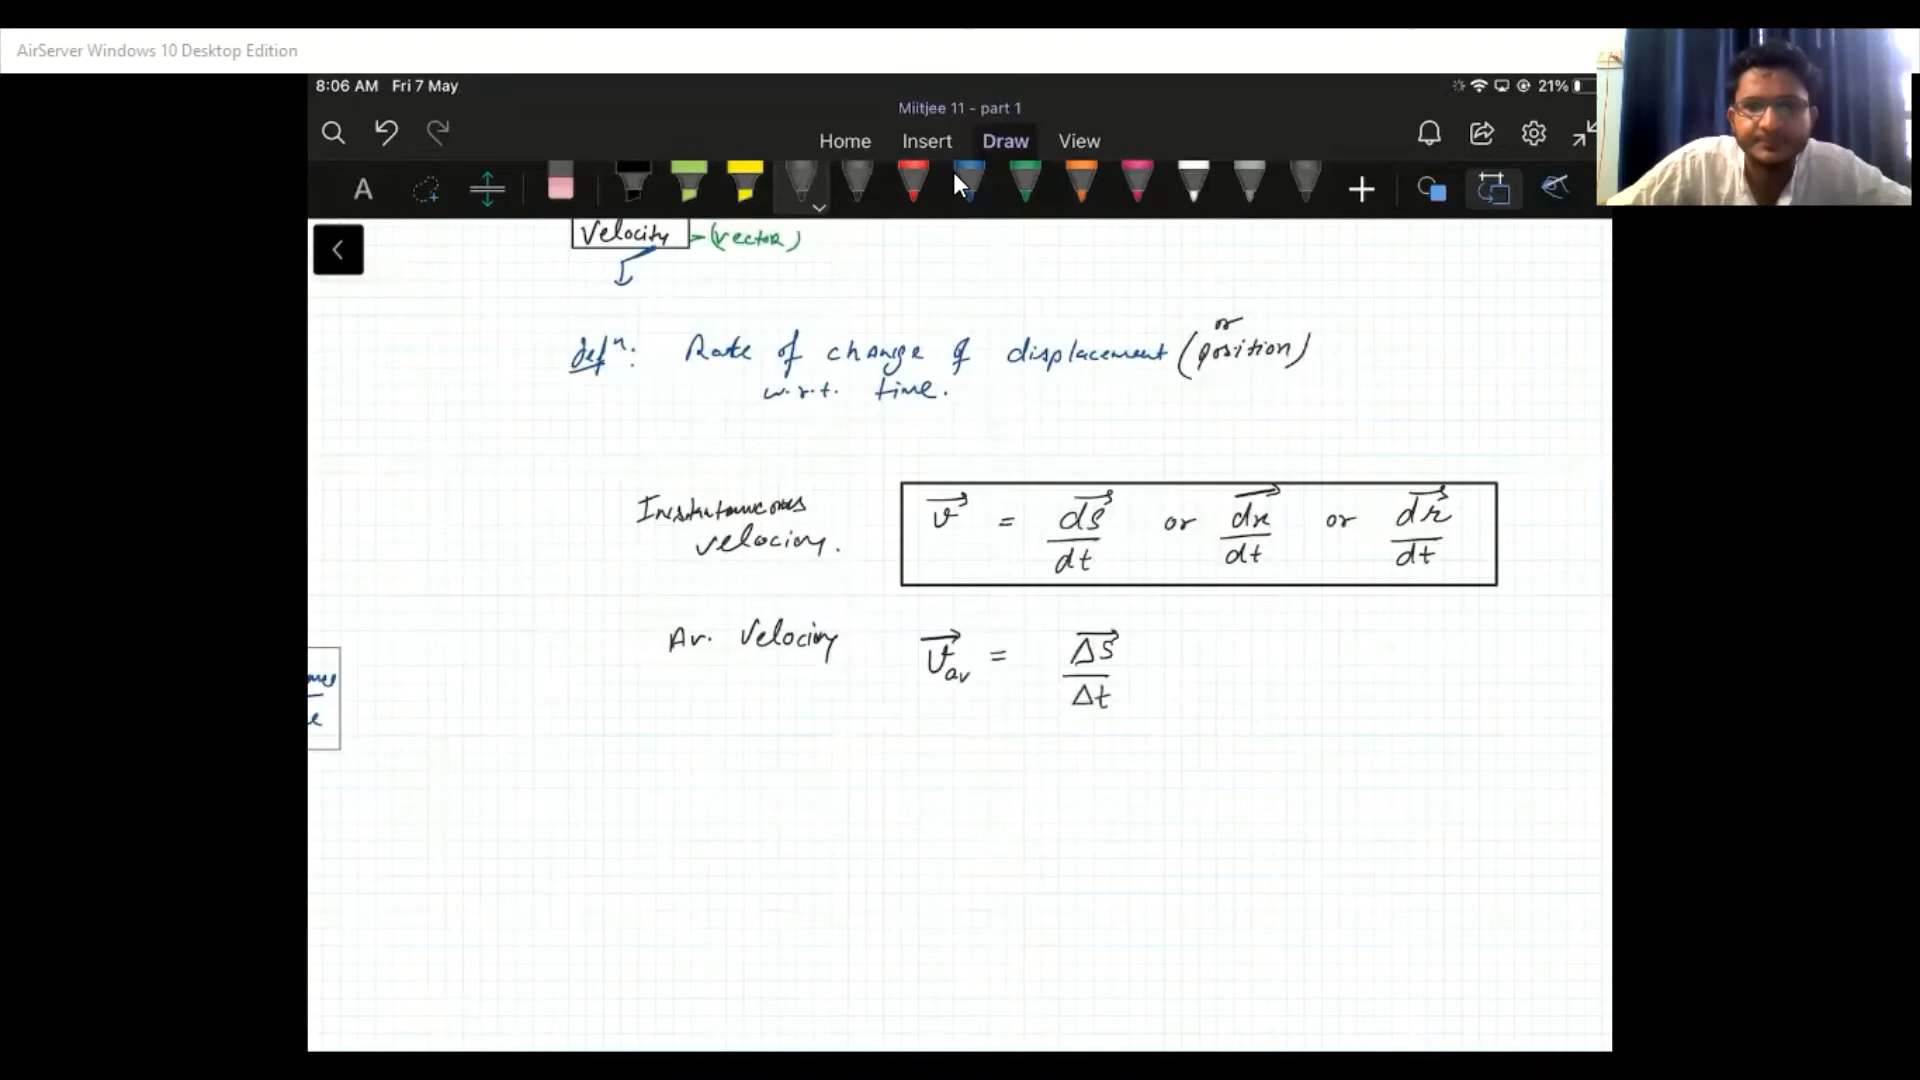 AirServer Windows 10 Desktop Edition
8:06 AM Fri 7 May
21%
Miitjee 11 - part 1
Home Insert Draw View
A
Velocity → (vector)
defⁿ: Rate of change of displacement (or position)
w.r.t. time.
Instantaneous velocity. v⃗ = ds⃗/dt or dx⃗/dt or dr⃗/dt
Av. Velocity v⃗av = Δs⃗/Δt